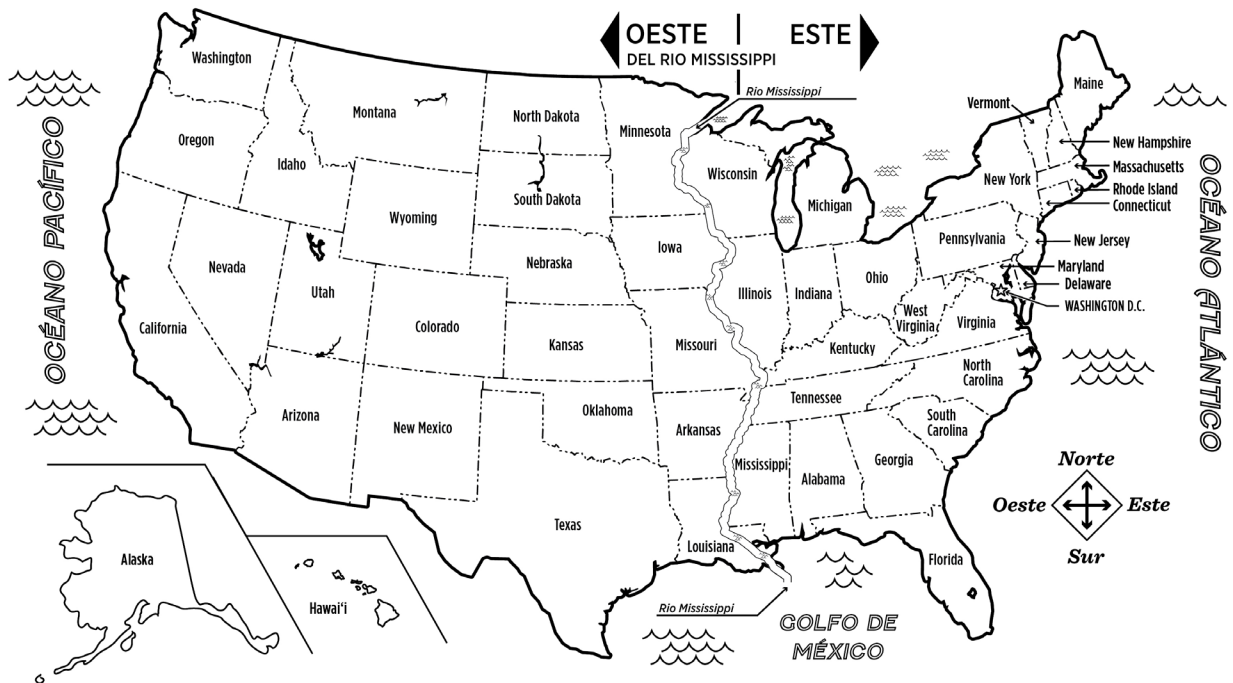 OESTE
ESTE
DEL RIO MISSISSIPPI
Rio Mississippi
Washington
Montana
North Dakota
Minnesota
Vermont
Maine
Oregon
Idaho
New Hampshire
Wisconsin
Massachusetts
New York
Rhode Island
Connecticut
South Dakota
Michigan
Wyoming
Pennsylvania
New Jersey
Iowa
Nebraska
Nevada
Maryland
Ohio
Delaware
Utah
Illinois
Indiana
WASHINGTON D.C.
West
Virginia
Virginia
California
Colorado
Kansas
Missouri
Kentucky
North
Carolina
Tennessee
Arizona
New Mexico
Oklahoma
Arkansas
South
Carolina
Mississippi
Alabama
Georgia
Texas
Louisiana
Florida
Alaska
Hawai‘i
Rio Mississippi
OCÉANO PACÍFICO
OCÉANO ATLÁNTICO
GOLFO DE
MÉXICO
Norte
Oeste
Este
Sur